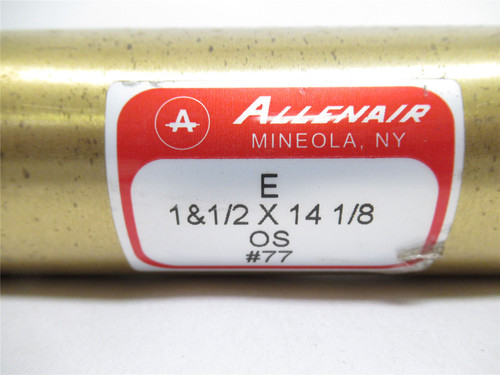 A ALLENAIR
MINEOLA, NY
E
1&1/2 X 14 1/8
OS
#77